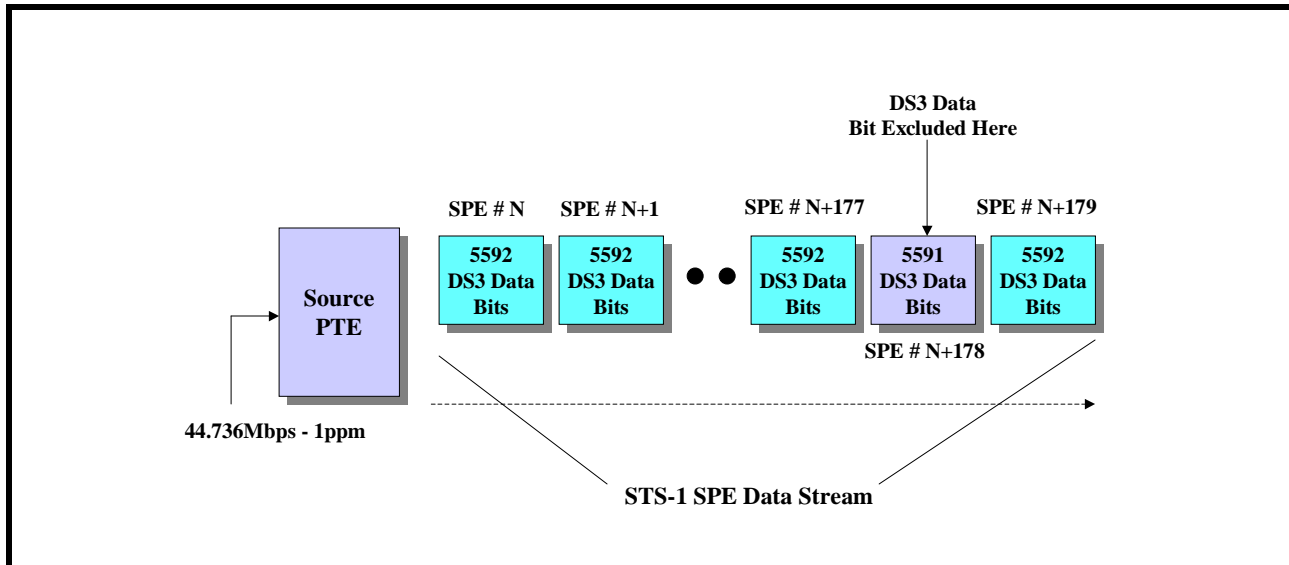 DS3 Data
Bit Excluded Here
SPE # N
SPE # N+1
SPE # N+177
SPE # N+179
Source
PTE
5592
DS3 Data
Bits
5592
DS3 Data
Bits
5592
DS3 Data
Bits
5591
DS3 Data
Bits
5592
DS3 Data
Bits
SPE # N+178
44.736Mbps - 1ppm
STS-1 SPE Data Stream